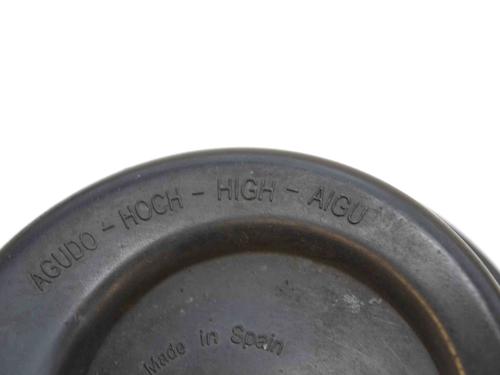 AGUDO - HOCH - HIGH - AIGU
Made in Spain